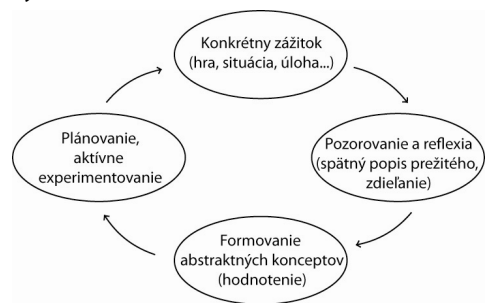 Konkrétny zážitok
(hra, situácia, úloha...)
Pozorovanie a reflexia
(spätný popis prežitého,
zdieľanie)
Formovanie
abstraktných konceptov
(hodnotenie)
Plánovanie,
aktívne
experimentovanie